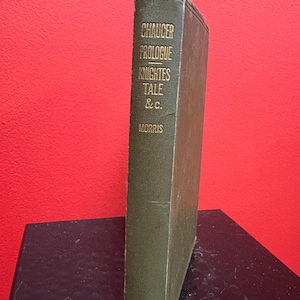 CHAUCER
PROLOGUE
KNIGHTES
TALE
& c.
MORRIS